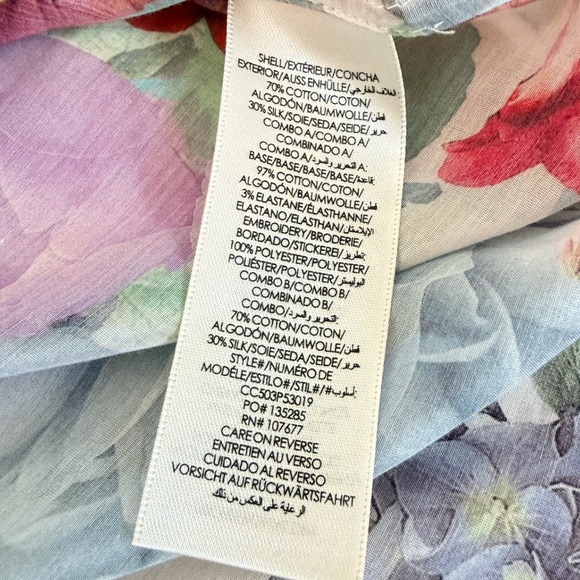 SHELL/EXTÉRIEUR/CONCHA
EXTERIOR/AUSS ENHÜLLE/الغلاف الخارجي
70% COTTON/COTON/
ALGODÓN/BAUMWOLLE/قطن
30% SILK/SOIE/SEDA/SEIDE/حرير
COMBO A/COMBO A/
COMBINADO A/
COMBO A/التحرير والسرد A:
BASE/BASE/BASE/BASE/قاعدة:
97% COTTON/COTON/
ALGODÓN/BAUMWOLLE/قطن
3% ELASTANE/ÉLASTHANNE/
ELASTANO/ELASTHAN/الإيلاستان
EMBROIDERY/BRODERIE/
BORDADO/STICKEREI/تطريز:
100% POLYESTER/POLYESTER/
POLIÉSTER/POLYESTER/البوليستر
COMBO B/COMBO B/
COMBINADO B/
COMBO/التحرير والسرد:
70% COTTON/COTON/
ALGODÓN/BAUMWOLLE/قطن
30% SILK/SOIE/SEDA/SEIDE/حرير
STYLE#/NUMÉRO DE
MODÉLE/ESTILO#/STIL#/#أسلوب:
CC503P53019
PO# 135285
RN# 107677
CARE ON REVERSE
ENTRETIEN AU VERSO
CUIDADO AL REVERSO
VORSICHT AUF RÜCKWÄRTSFAHRT
الرعاية على العكس من ذلك